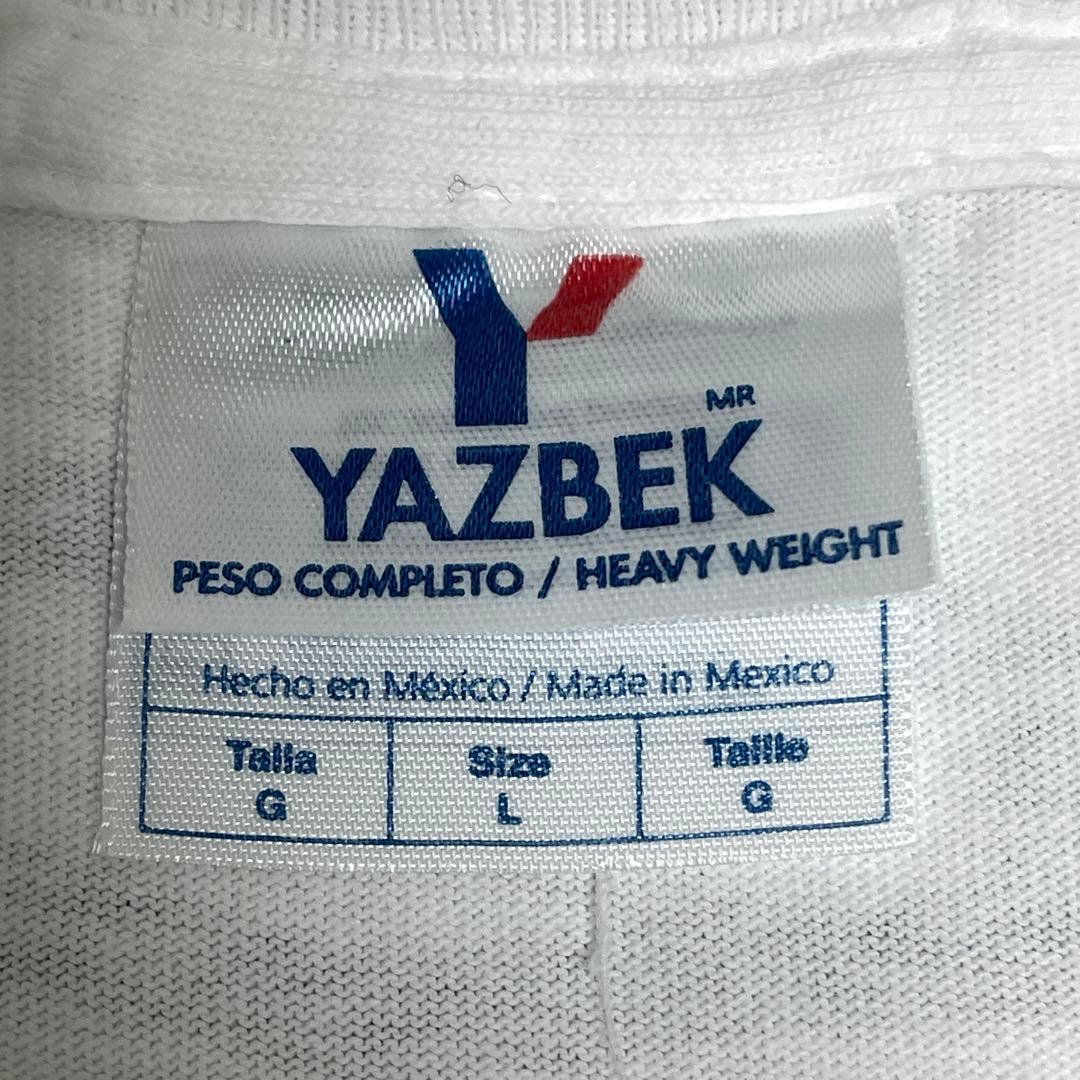 Y
MR
YAZBEK
PESO COMPLETO / HEAVY WEIGHT
Hecho en México / Made in Mexico
Talla Size Taille
G L G